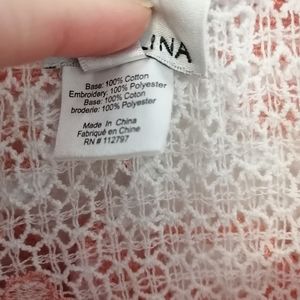 LINA
Base: 100% Cotton
Embroidery: 100% Polyester
Base: 100% Coton
broderie: 100% Polyester
Made In China
Fabriqué en Chine
RN # 112797